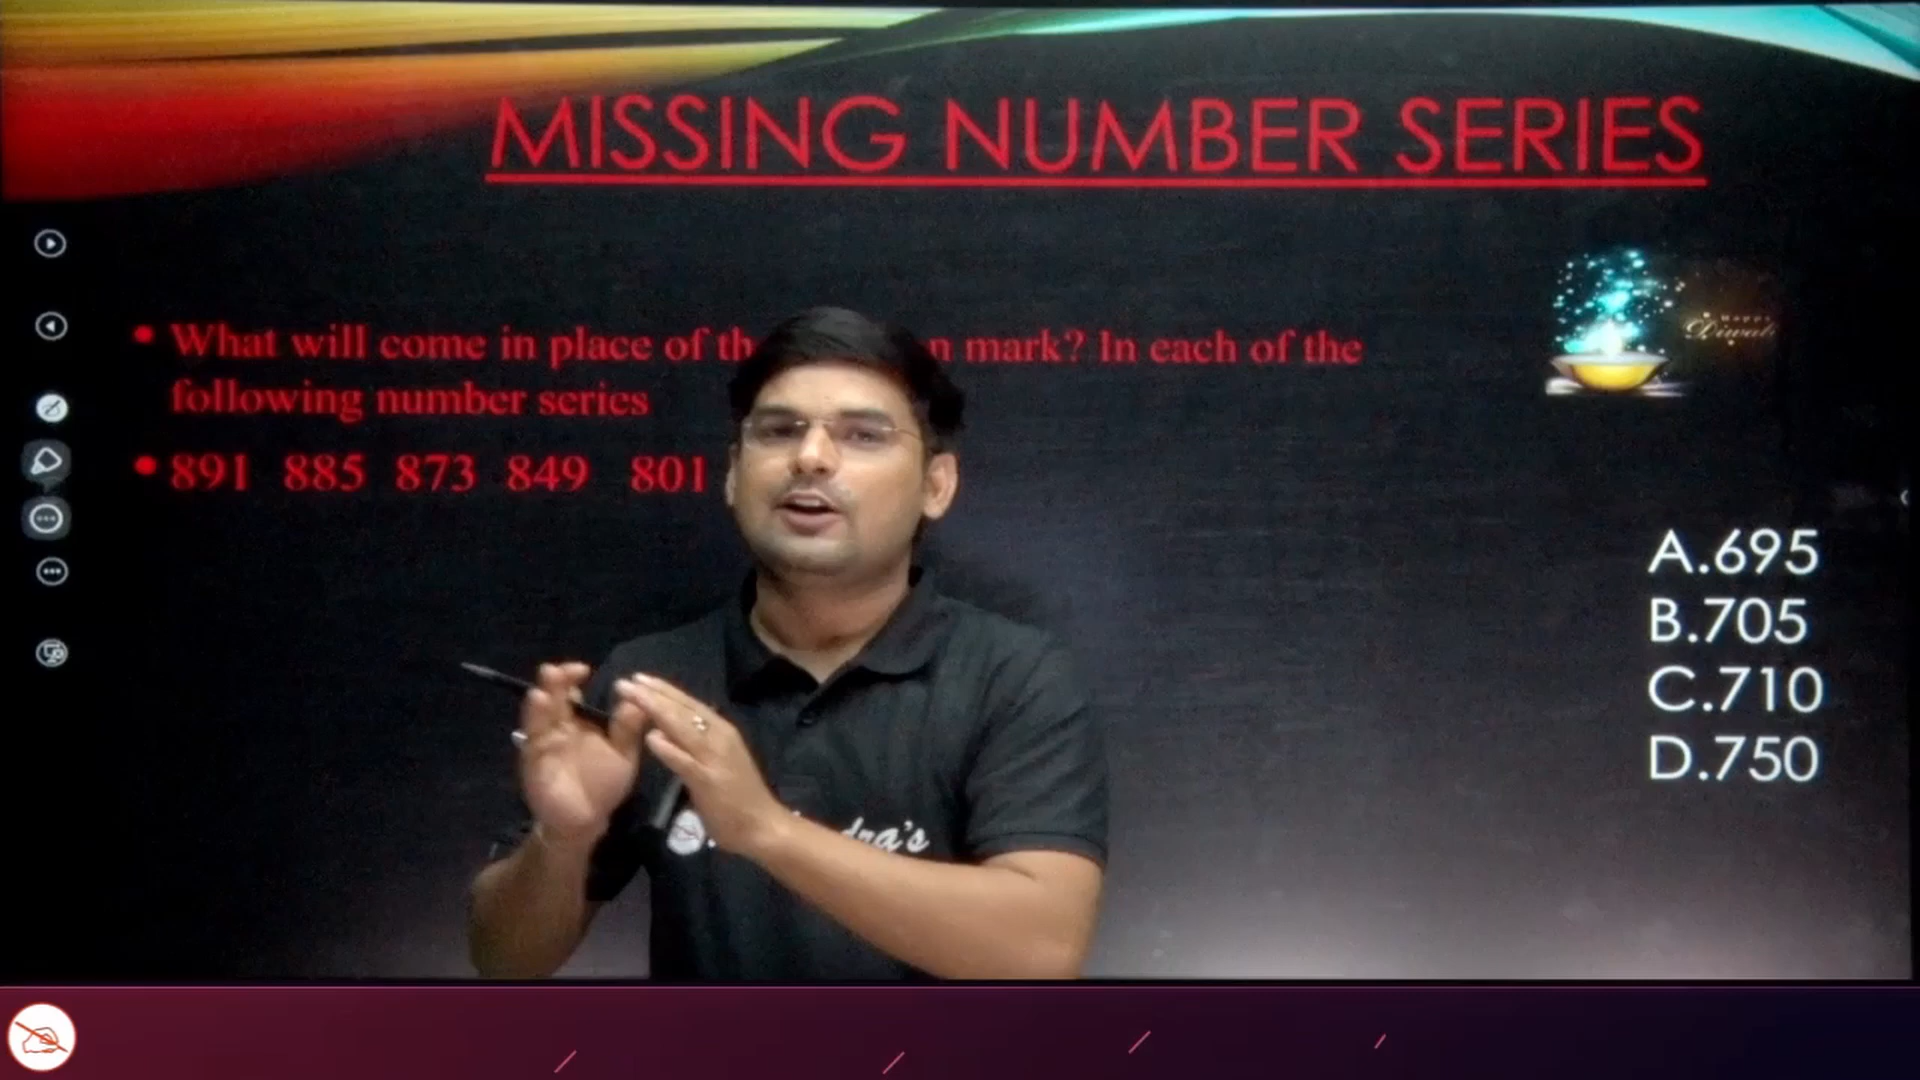 MISSING NUMBER SERIES
• What will come in place of mark? In each of the
following number series
• 891 885 873 849 801
Diwali
A.695
B.705
C.710
D.750